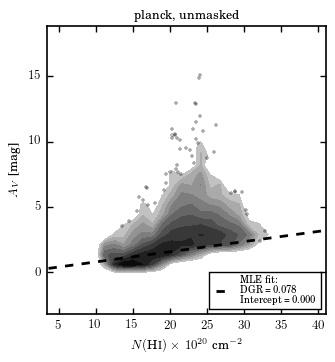 planck, unmasked
15
10
5
0
A_V [mag]
5 10 15 20 25 30 35 40
N(HI) × 10^20 cm^−2
MLE fit:
DGR = 0.078
Intercept = 0.000